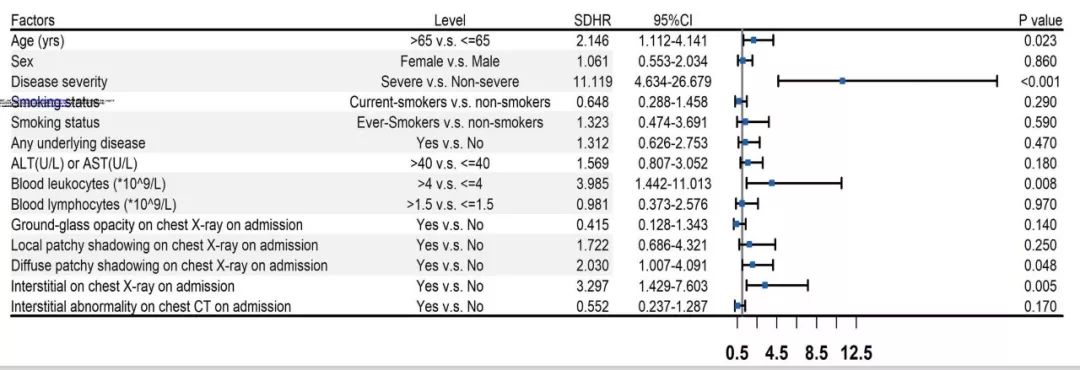 Factors Level SDHR 95%CI P value
Age (yrs) >65 v.s. <=65 2.146 1.112-4.141 0.023
Sex Female v.s. Male 1.061 0.553-2.034 0.860
Disease severity Severe v.s. Non-severe 11.119 4.634-26.679 <0.001
Smoking status Current-smokers v.s. non-smokers 0.648 0.288-1.458 0.290
Smoking status Ever-Smokers v.s. non-smokers 1.323 0.474-3.691 0.590
Any underlying disease Yes v.s. No 1.312 0.626-2.753 0.470
ALT(U/L) or AST(U/L) >40 v.s. <=40 1.569 0.807-3.052 0.180
Blood leukocytes (*10^9/L) >4 v.s. <=4 3.985 1.442-11.013 0.008
Blood lymphocytes (*10^9/L) >1.5 v.s. <=1.5 0.981 0.373-2.576 0.970
Ground-glass opacity on chest X-ray on admission Yes v.s. No 0.415 0.128-1.343 0.140
Local patchy shadowing on chest X-ray on admission Yes v.s. No 1.722 0.686-4.321 0.250
Diffuse patchy shadowing on chest X-ray on admission Yes v.s. No 2.030 1.007-4.091 0.048
Interstitial on chest X-ray on admission Yes v.s. No 3.297 1.429-7.603 0.005
Interstitial abnormality on chest CT on admission Yes v.s. No 0.552 0.237-1.287 0.170
0.5 4.5 8.5 12.5